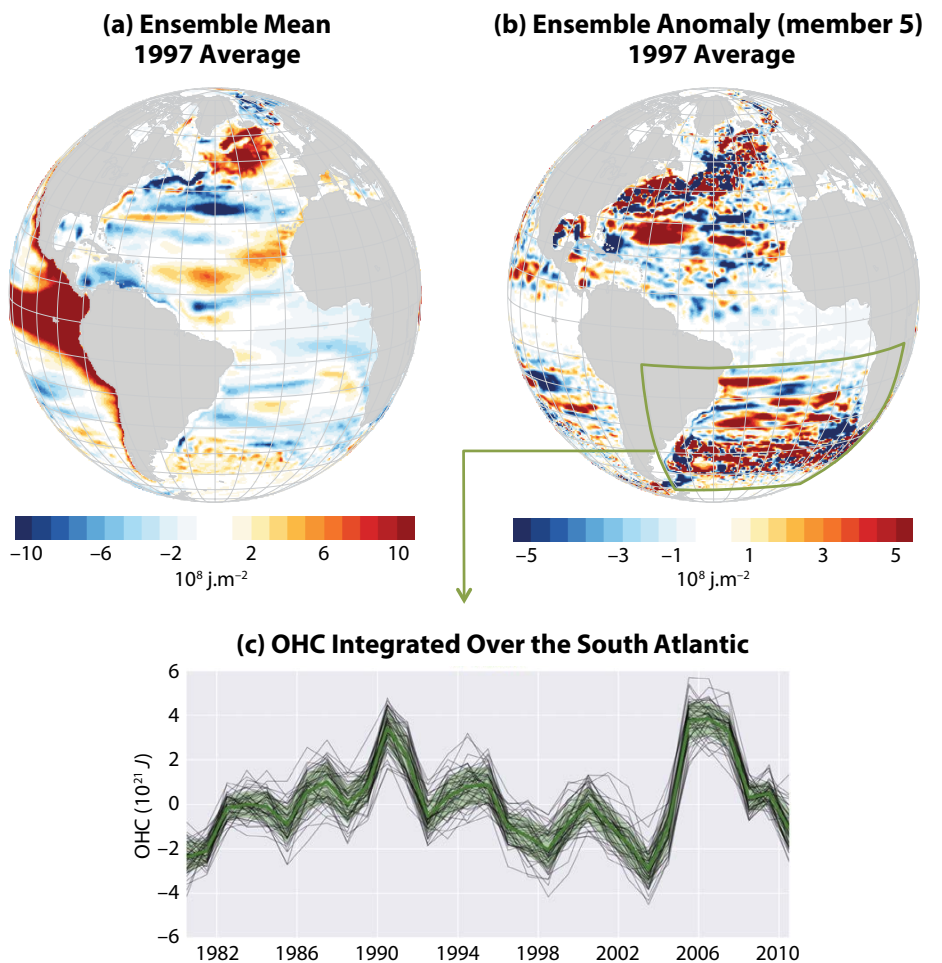 (a) Ensemble Mean
1997 Average
(b) Ensemble Anomaly (member 5)
1997 Average
−10 −6 −2 2 6 10
10⁸ j.m⁻²
−5 −3 −1 1 3 5
10⁸ j.m⁻²
(c) OHC Integrated Over the South Atlantic
OHC (10²¹ J)
6
4
2
0
−2
−4
−6
1982 1986 1990 1994 1998 2002 2006 2010